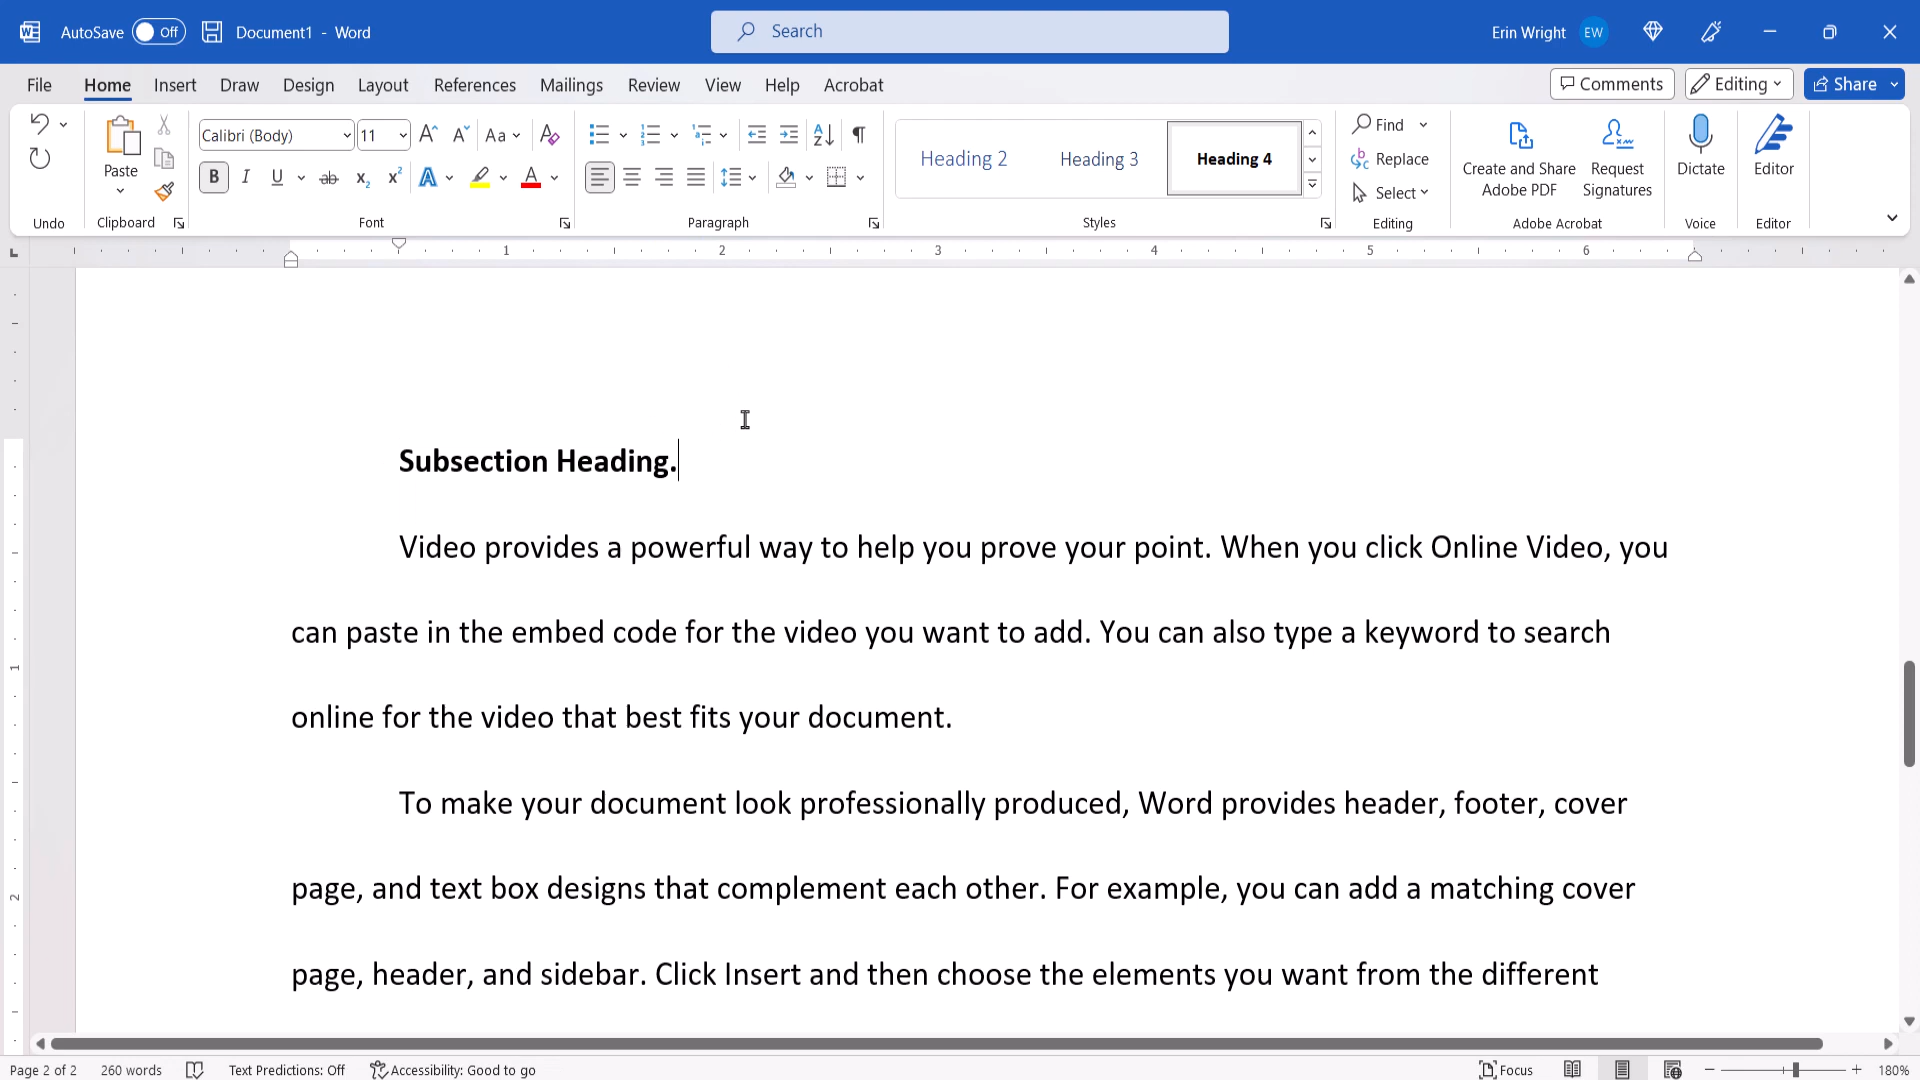 AutoSave Off Document1 - Word Search Erin Wright EW
File Home Insert Draw Design Layout References Mailings Review View Help Acrobat Comments Editing Share
Paste Calibri (Body) 11 Aa Heading 2 Heading 3 Heading 4 Find Replace Select Create and Share Adobe PDF Request Signatures Dictate Editor
Undo Clipboard Font Paragraph Styles Editing Adobe Acrobat Voice Editor
1 2 3 4 5 6
Subsection Heading.
Video provides a powerful way to help you prove your point. When you click Online Video, you
can paste in the embed code for the video you want to add. You can also type a keyword to search
online for the video that best fits your document.
To make your document look professionally produced, Word provides header, footer, cover
page, and text box designs that complement each other. For example, you can add a matching cover
page, header, and sidebar. Click Insert and then choose the elements you want from the different
Page 2 of 2 260 words Text Predictions: Off Accessibility: Good to go Focus 180%